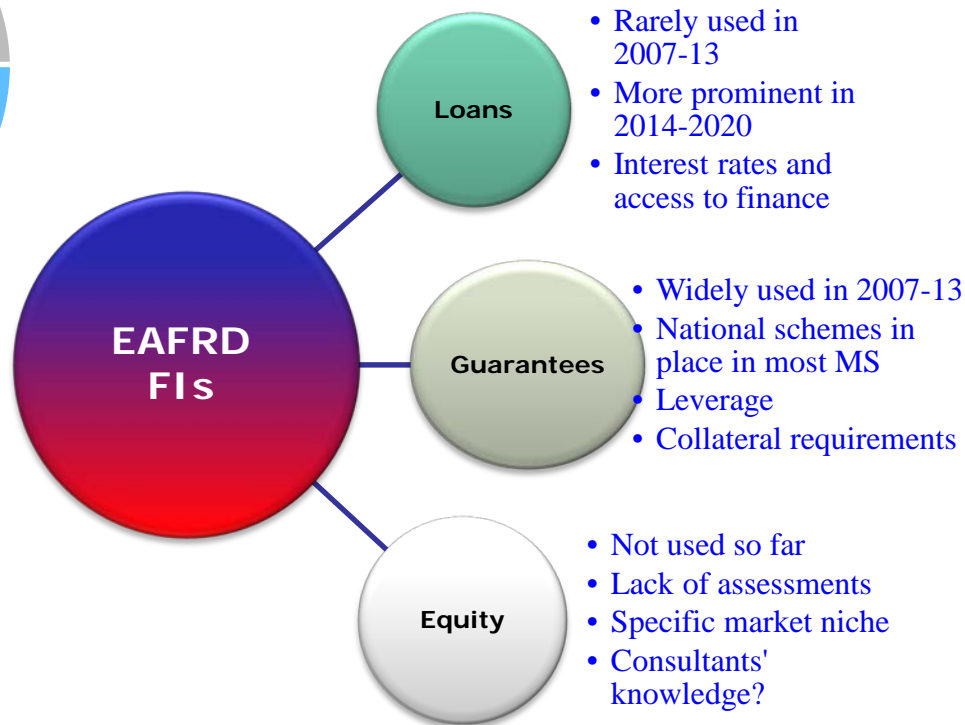 Loans
• Rarely used in
2007-13
• More prominent in
2014-2020
• Interest rates and
access to finance
EAFRD
FIs
Guarantees
• Widely used in 2007-13
• National schemes in
place in most MS
• Leverage
• Collateral requirements
Equity
• Not used so far
• Lack of assessments
• Specific market niche
• Consultants'
knowledge?